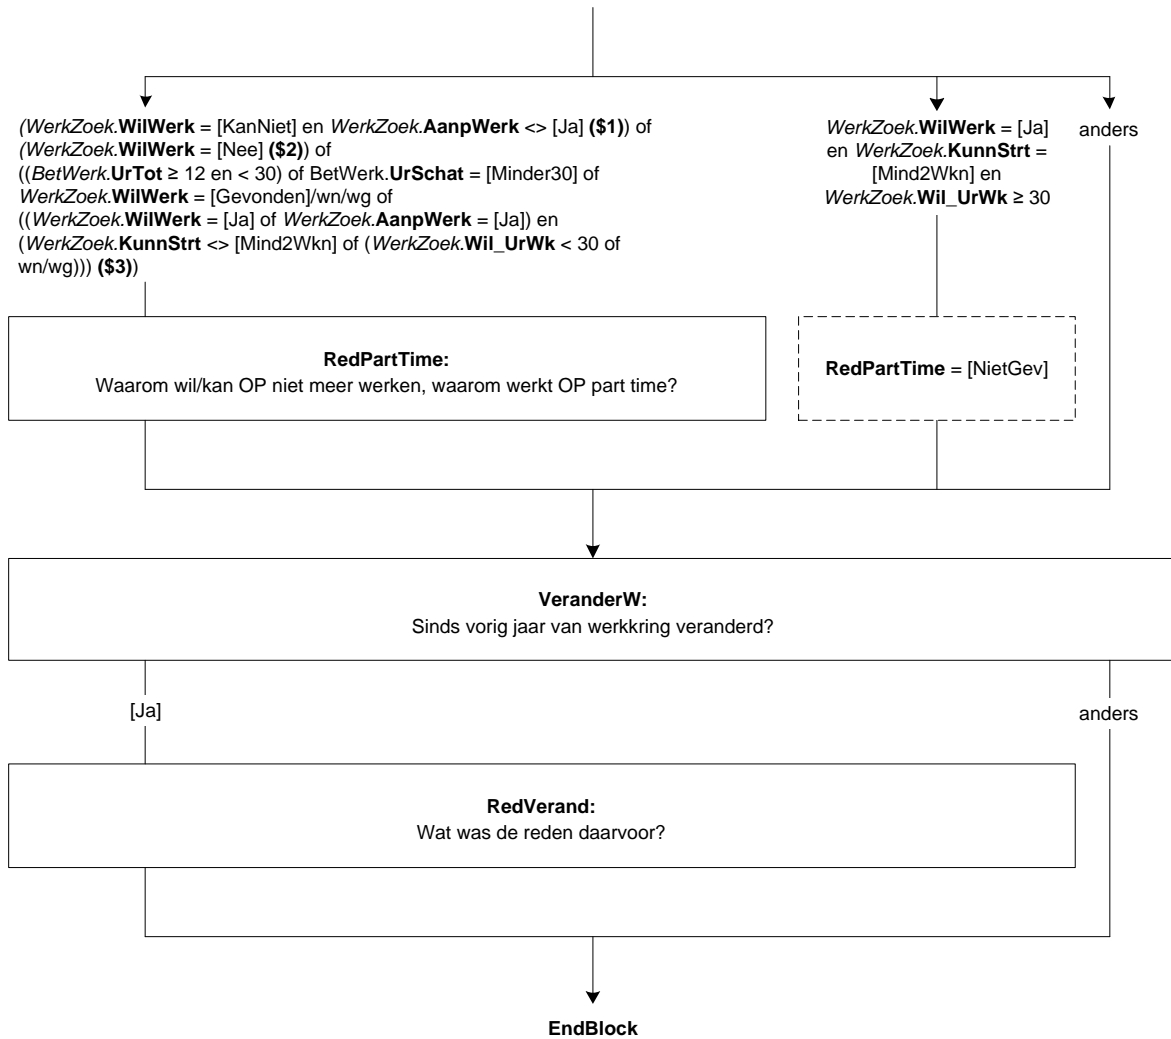 (WerkZoek.WilWerk = [KanNiet] en WerkZoek.AanpWerk <> [Ja] ($1)) of
(WerkZoek.WilWerk = [Nee] ($2)) of
((BetWerk.UrTot ≥ 12 en < 30) of BetWerk.UrSchat = [Minder30] of
WerkZoek.WilWerk = [Gevonden]/wn/wg of
((WerkZoek.WilWerk = [Ja] of WerkZoek.AanpWerk = [Ja]) en
(WerkZoek.KunnStrt <> [Mind2Wkn] of (WerkZoek.Wil_UrWk < 30 of
wn/wg))) ($3))
WerkZoek.WilWerk = [Ja]
en WerkZoek.KunnStrt =
[Mind2Wkn] en
WerkZoek.Wil_UrWk ≥ 30
anders
RedPartTime:
Waarom wil/kan OP niet meer werken, waarom werkt OP part time?
RedPartTime = [NietGev]
VeranderW:
Sinds vorig jaar van werkkring veranderd?
[Ja]
anders
RedVerand:
Wat was de reden daarvoor?
EndBlock